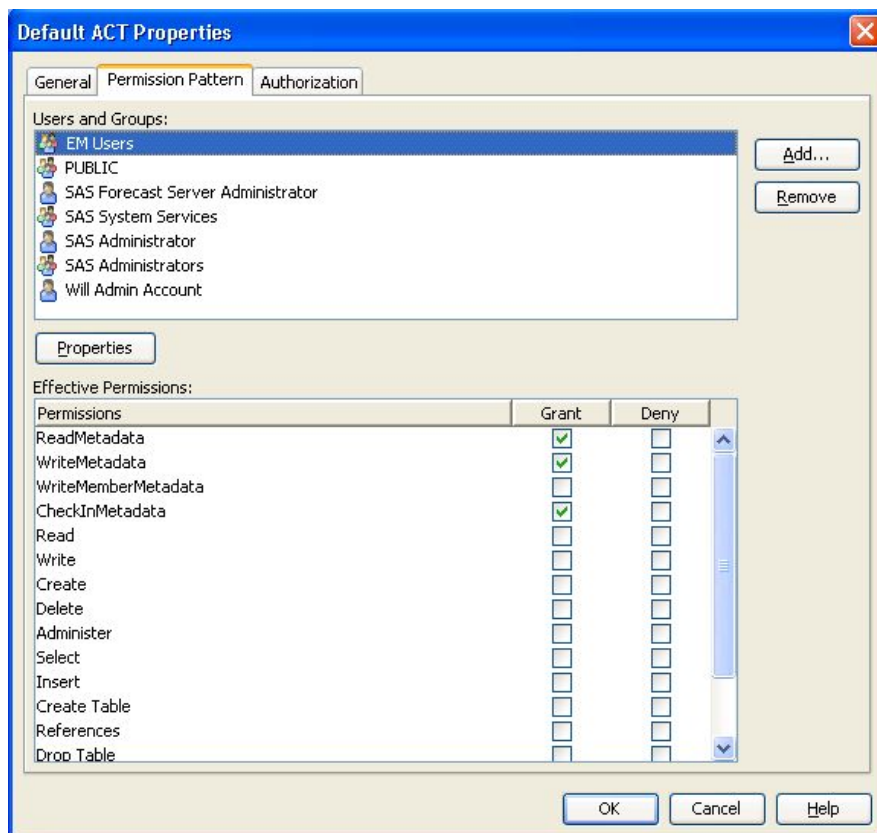 Default ACT Properties
General Permission Pattern Authorization
Users and Groups:
EM Users
PUBLIC
SAS Forecast Server Administrator
SAS System Services
SAS Administrator
SAS Administrators
Will Admin Account
Add...
Remove
Properties
Effective Permissions:
Permissions Grant Deny
ReadMetadata
WriteMetadata
WriteMemberMetadata
CheckInMetadata
Read
Write
Create
Delete
Administer
Select
Insert
Create Table
References
Drop Table
OK Cancel Help